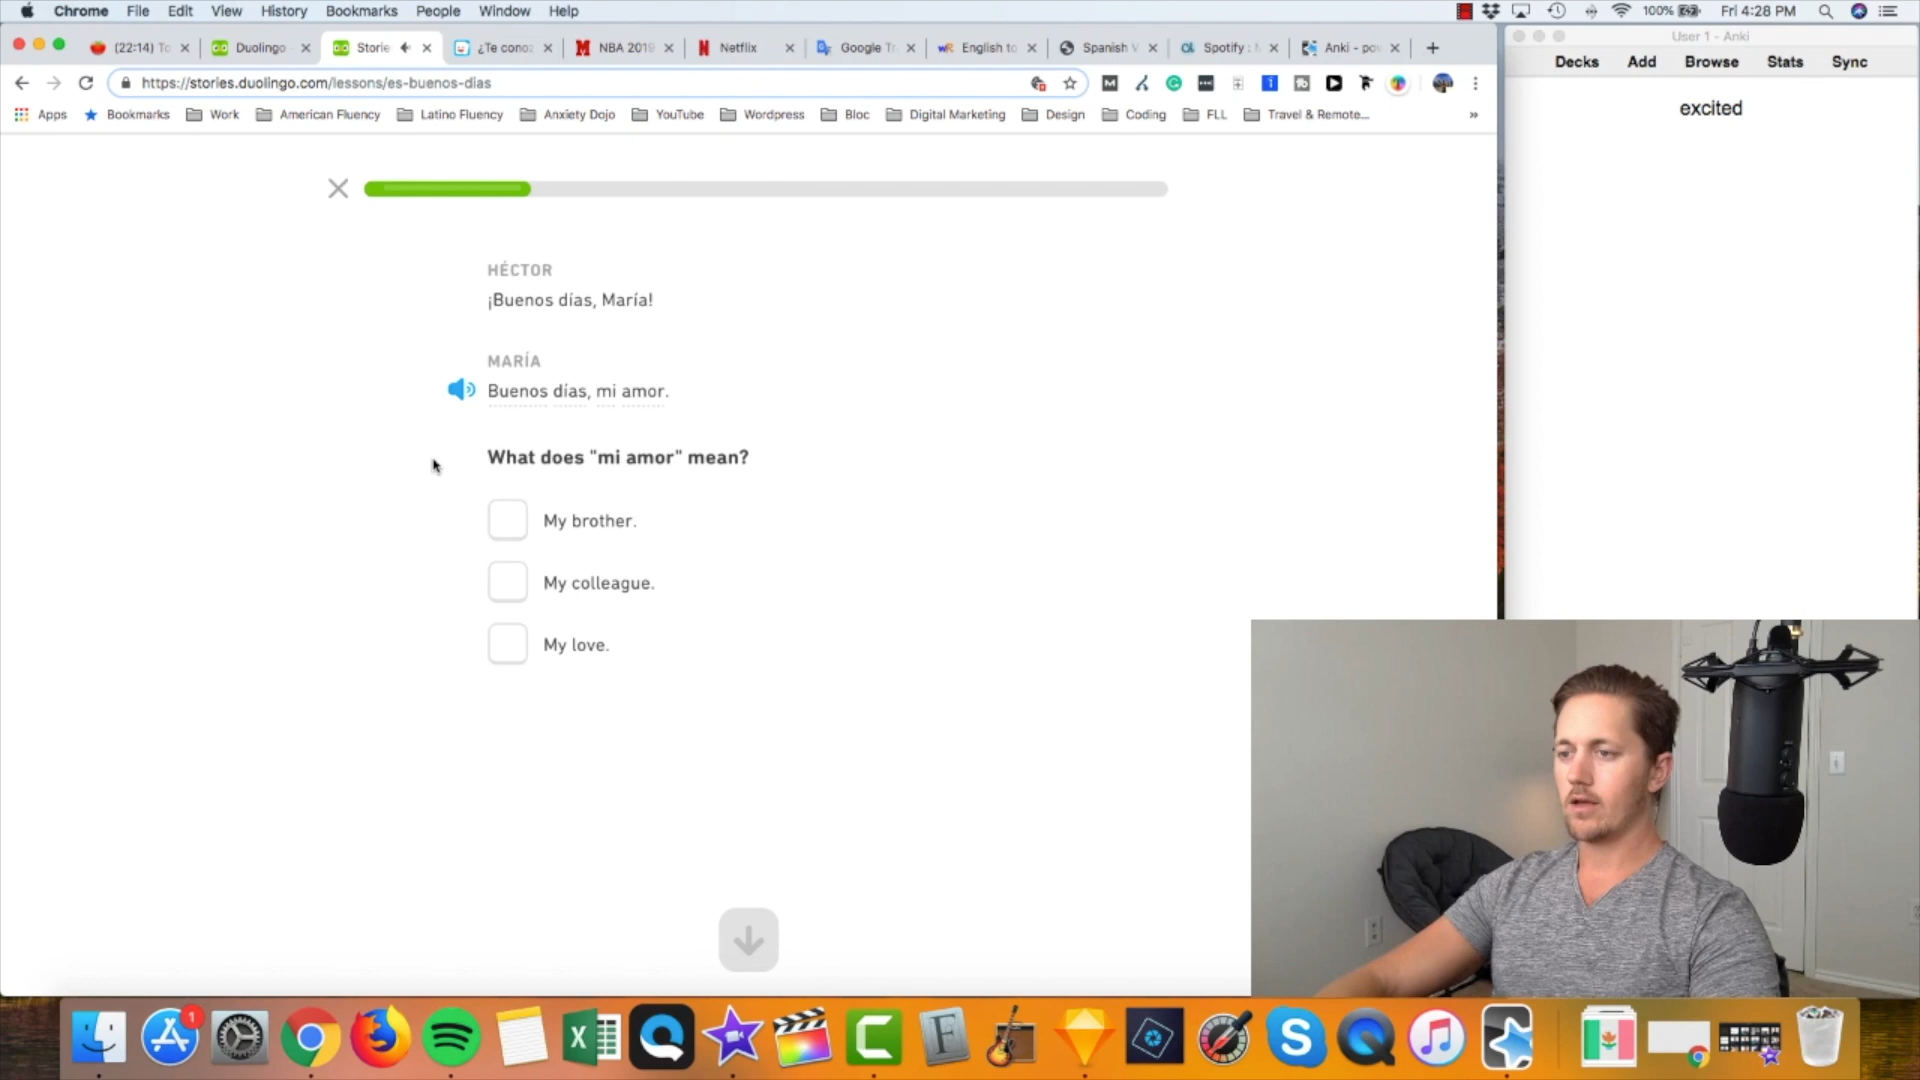 Chrome File Edit View History Bookmarks People Window Help
100% Fri 4:28 PM
(22:14) To
Duolingo
Storie
¿Te conoz
NBA 2019
Netflix
Google Tr
English to
Spanish V
Spotify : M
Anki - pow
User 1 - Anki
https://stories.duolingo.com/lessons/es-buenos-dias
Decks Add Browse Stats Sync
Apps Bookmarks Work American Fluency Latino Fluency Anxiety Dojo YouTube Wordpress Bloc Digital Marketing Design Coding FLL Travel & Remote... »
excited
HÉCTOR
¡Buenos días, María!
MARÍA
Buenos días, mi amor.
What does "mi amor" mean?
My brother.
My colleague.
My love.
1